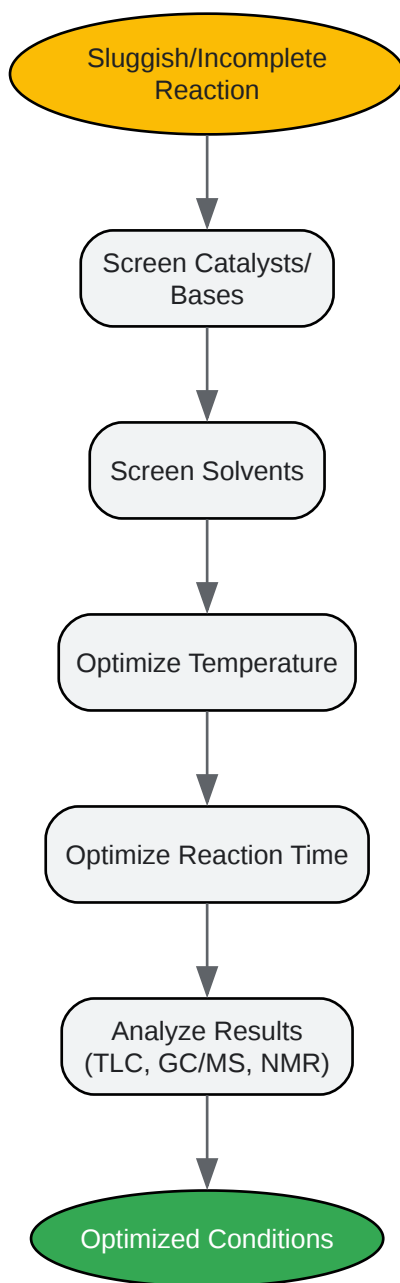 Sluggish/Incomplete
Reaction
Screen Catalysts/
Bases
Screen Solvents
Optimize Temperature
Optimize Reaction Time
Analyze Results
(TLC, GC/MS, NMR)
Optimized Conditions